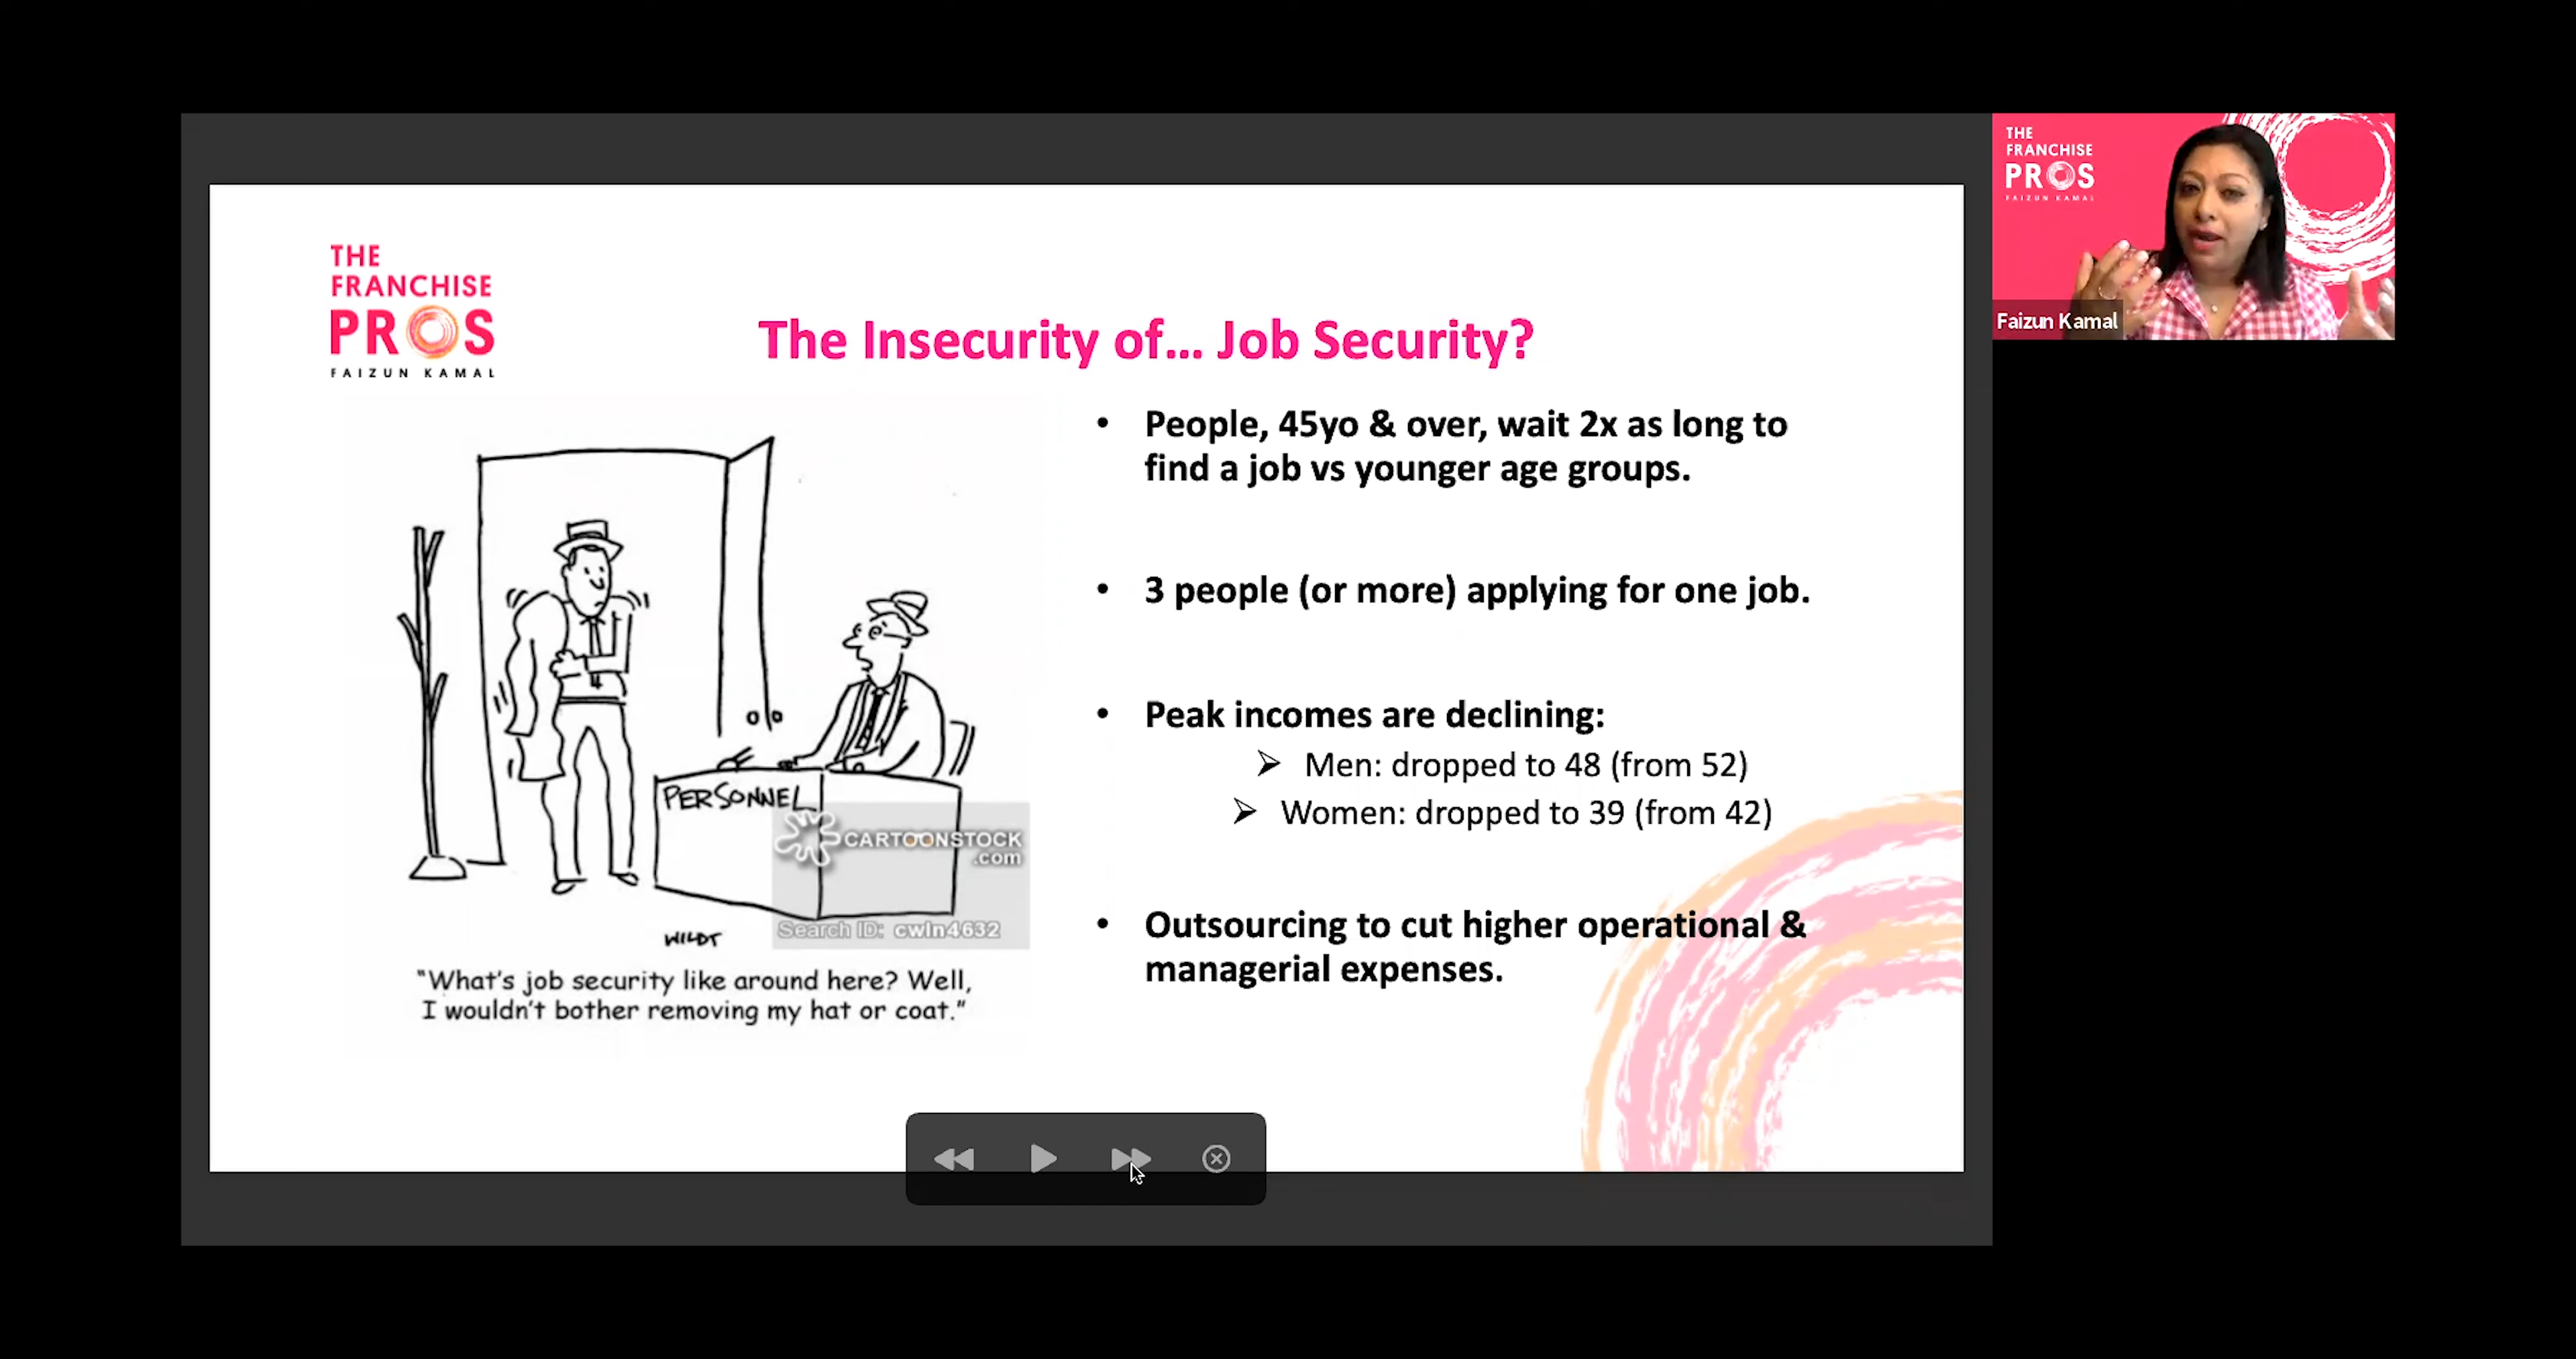 THE
FRANCHISE
PROS
FAIZUN KAMAL
The Insecurity of... Job Security?
PERSONNEL
CARTOONSTOCK
.com
Search ID: cwln4632
WILDT
"What's job security like around here? Well,
I wouldn't bother removing my hat or coat."
• People, 45yo & over, wait 2x as long to
find a job vs younger age groups.
• 3 people (or more) applying for one job.
• Peak incomes are declining:
➢ Men: dropped to 48 (from 52)
➢ Women: dropped to 39 (from 42)
• Outsourcing to cut higher operational &
managerial expenses.
THE
FRANCHISE
PROS
FAIZUN KAMAL
Faizun Kamal